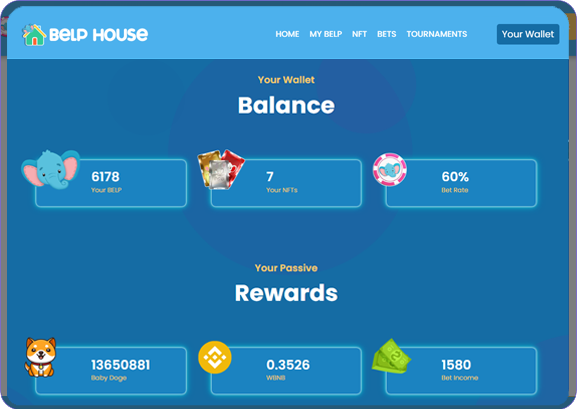 BELP HOUSE
HOME MY BELP NFT BETS TOURNAMENTS Your Wallet
Your Wallet
Balance
6178
Your BELP
7
Your NFTs
60%
Bet Rate
Your Passive
Rewards
13650881
Baby Doge
0.3526
WBNB
1580
Bet Income